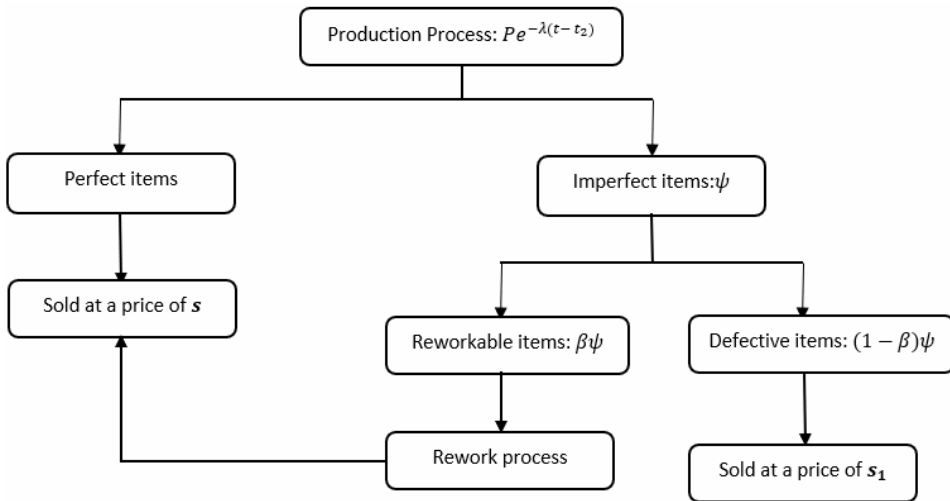 Production Process: Pe^{-λ(t-t_2)}
Perfect items
Imperfect items:ψ
Sold at a price of s
Reworkable items: βψ
Defective items: (1 − β)ψ
Rework process
Sold at a price of s_1